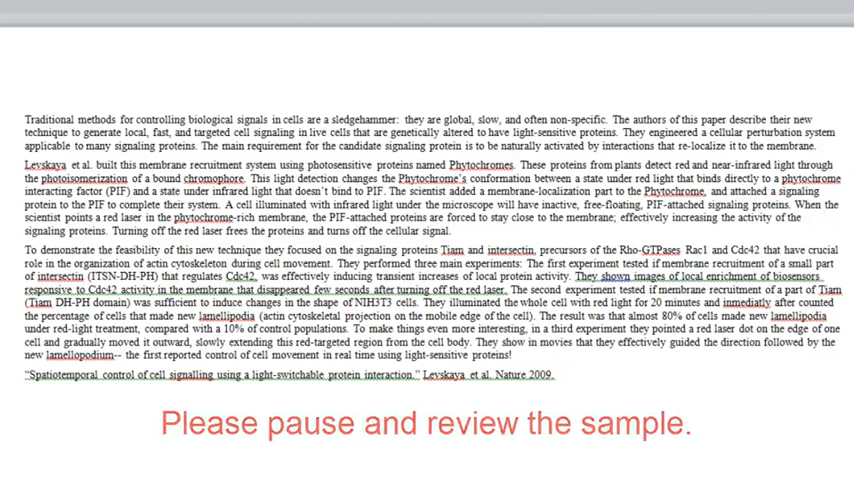 Traditional methods for controlling biological signals in cells are a sledgehammer: they are global, slow, and often non-specific. The authors of this paper describe their new
technique to generate local, fast, and targeted cell signaling in live cells that are genetically altered to have light-sensitive proteins. They engineered a cellular perturbation system
applicable to many signaling proteins. The main requirement for the candidate signaling protein is to be naturally activated by interactions that re-localize it to the membrane.
Levskaya et al. built this membrane recruitment system using photosensitive proteins named Phytochromes. These proteins from plants detect red and near-infrared light through
the photoisomerization of a bound chromophore. This light detection changes the Phytochrome's conformation between a state under red light that binds directly to a phytochrome
interacting factor (PIF) and a state under infrared light that doesn't bind to PIF. The scientist added a membrane-localization part to the Phytochrome, and attached a signaling
protein to the PIF to complete their system. A cell illuminated with infrared light under the microscope will have inactive, free-floating, PIF-attached signaling proteins. When the
scientist points a red laser in the phytochrome-rich membrane, the PIF-attached proteins are forced to stay close to the membrane; effectively increasing the activity of the
signaling proteins. Turning off the red laser frees the proteins and turns off the cellular signal.
To demonstrate the feasibility of this new technique they focused on the signaling proteins Tiam and intersectin, precursors of the Rho-GTPases Rac1 and Cdc42 that have crucial
role in the organization of actin cytoskeleton during cell movement. They performed three main experiments: The first experiment tested if membrane recruitment of a small part
of intersectin (ITSN-DH-PH) that regulates Cdc42, was effectively inducing transient increases of local protein activity. They shown images of local enrichment of biosensors
responsive to Cdc42 activity in the membrane that disappeared few seconds after turning off the red laser. The second experiment tested if membrane recruitment of a part of Tiam
(Tiam DH-PH domain) was sufficient to induce changes in the shape of NIH3T3 cells. They illuminated the whole cell with red light for 20 minutes and inmediatly after counted
the percentage of cells that made new lamellipodia (actin cytoskeletal projection on the mobile edge of the cell). The result was that almost 80% of cells made new lamellipodia
under red-light treatment, compared with a 10% of control populations. To make things even more interesting, in a third experiment they pointed a red laser dot on the edge of one
cell and gradually moved it outward, slowly extending this red-targeted region from the cell body. They show in movies that they effectively guided the direction followed by the
new lamellopodium-- the first reported control of cell movement in real time using light-sensitive proteins!
"Spatiotemporal control of cell signalling using a light-switchable protein interaction." Levskaya et al. Nature 2009.
Please pause and review the sample.